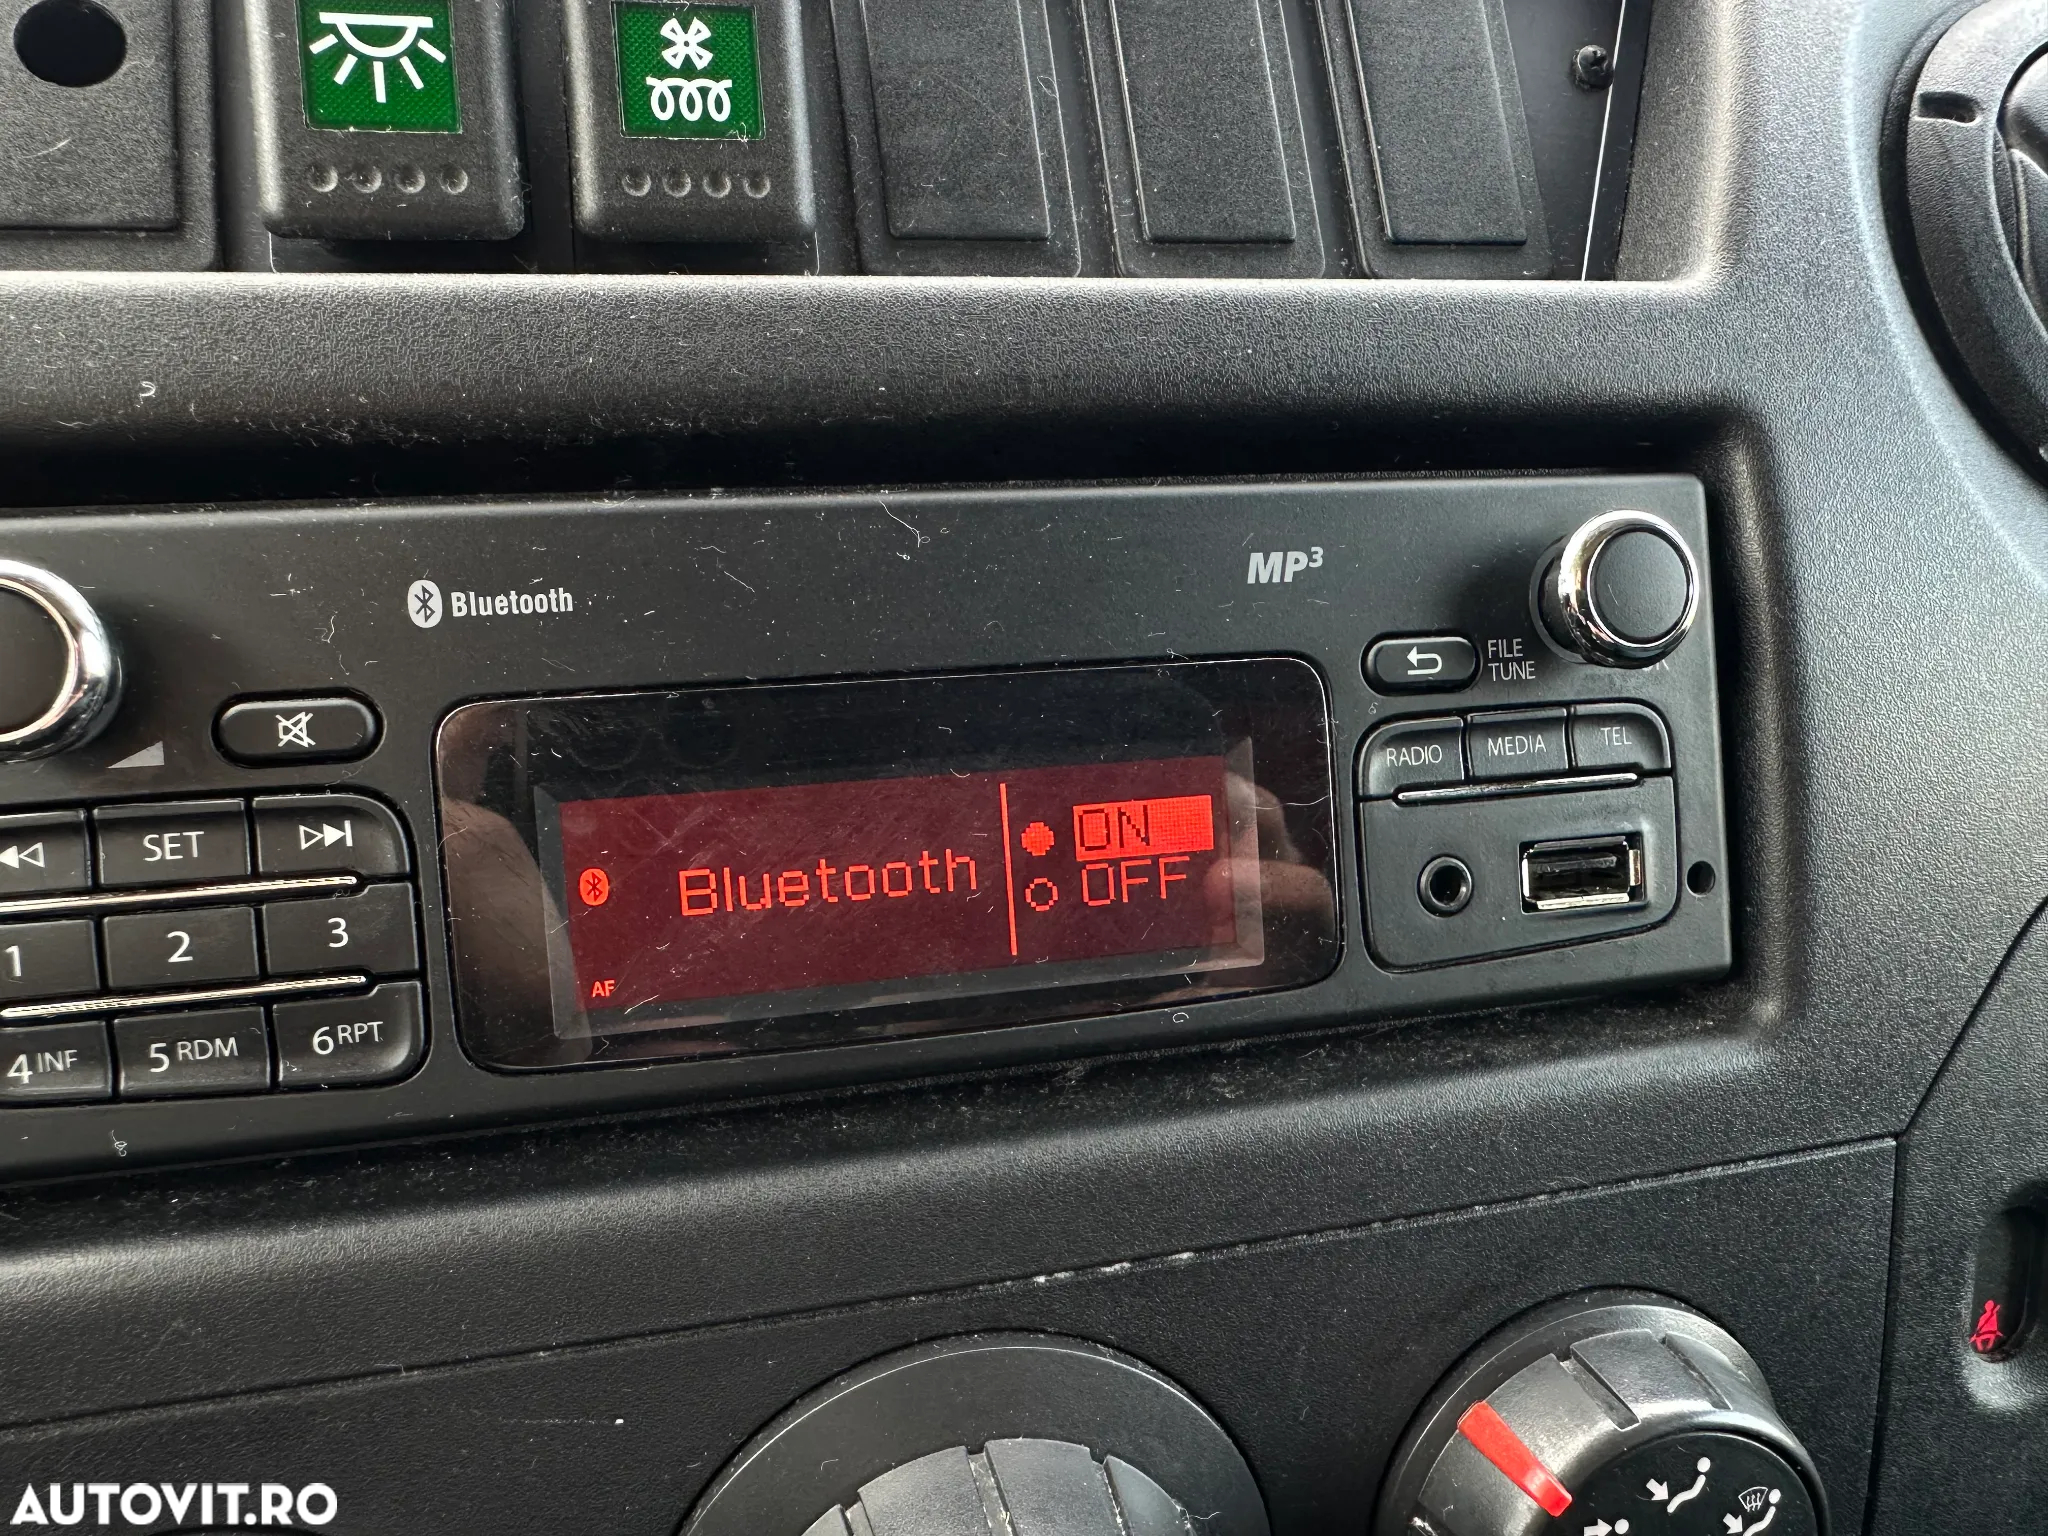 Bluetooth
MP3
FILE
TUNE
RADIO
MEDIA
TEL
SET
1
2
3
4 INF
5 RDM
6 RPT
Bluetooth
ON
OFF
AF
AUTOVIT.RO